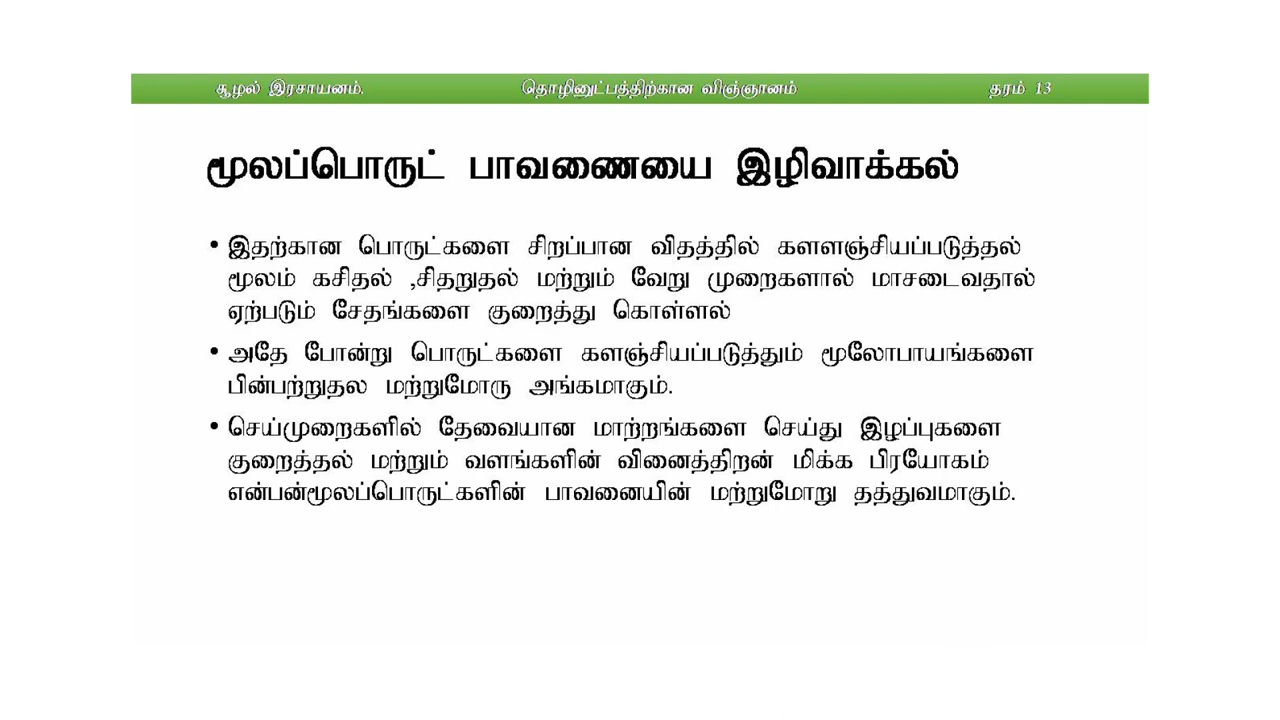 சூழல் இரசாயனம். தொழினுட்பத்திற்கான விஞ்ஞானம் தரம் 13
மூலப்பொருட் பாவணையை இழிவாக்கல்
• இதற்கான பொருட்களை சிறப்பான விதத்தில் களளஞ்சியப்படுத்தல்
மூலம் கசிதல் ,சிதறுதல் மற்றும் வேறு முறைகளால் மாசடைவதால்
ஏற்படும் சேதங்களை குறைத்து கொள்ளல்
• அதே போன்று பொருட்களை களஞ்சியப்படுத்தும் மூலோபாயங்களை
பின்பற்றுதல மற்றுமோரு அங்கமாகும்.
• செய்முறைகளில் தேவையான மாற்றங்களை செய்து இழப்புகளை
குறைத்தல் மற்றும் வளங்களின் வினைத்திறன் மிக்க பிரயோகம்
என்பன்மூலப்பொருட்களின் பாவனையின் மற்றுமோறு தத்துவமாகும்.